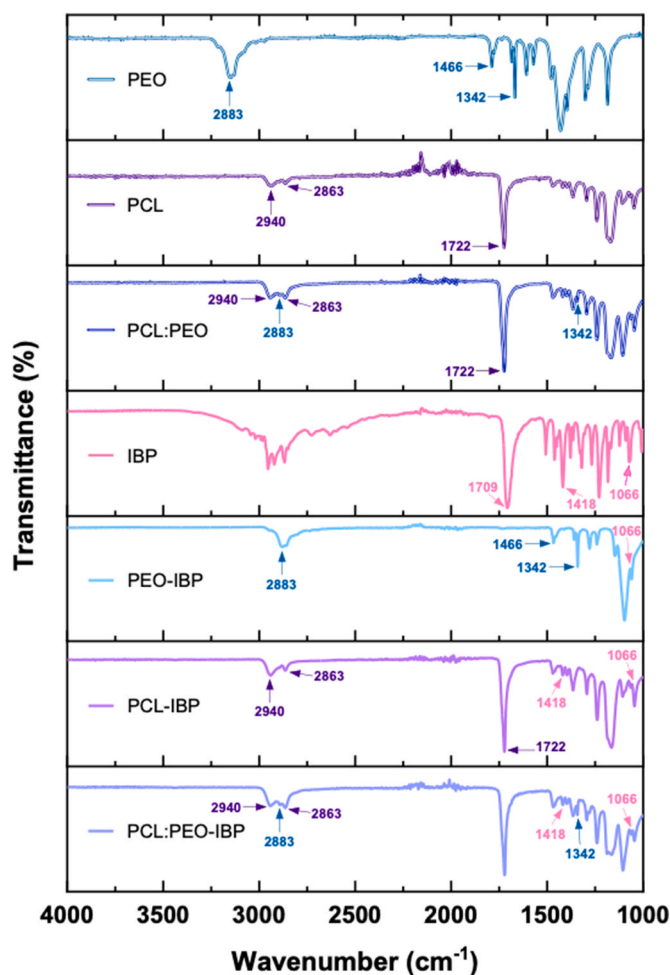 1466
PEO
1342
2883
PCL
2863
2940
1722
2940
2863
PCL:PEO
2883
1342
1722
Transmittance (%)
IBP
1709
1418
1066
1466
1066
PEO-IBP
2883
1342
2863
1066
PCL-IBP
2940
1418
1722
2940
2863
1066
PCL:PEO-IBP
2883
1418
1342
4000 3500 3000 2500 2000 1500 1000
Wavenumber (cm⁻¹)